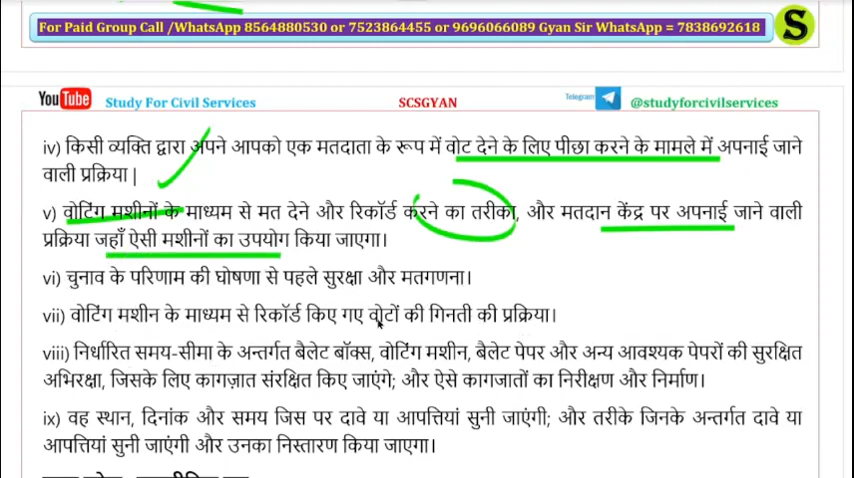 For Paid Group Call /WhatsApp 8564880530 or 7523864455 or 9696066089 Gyan Sir WhatsApp = 7838692618
S
YouTube Study For Civil Services SCSGYAN Telegram @studyforcivilservices
iv) किसी व्यक्ति द्वारा अपने आपको एक मतदाता के रूप में वोट देने के लिए पीछा करने के मामले में अपनाई जाने
वाली प्रक्रिया|
v) वोटिंग मशीनों के माध्यम से मत देने और रिकॉर्ड करने का तरीका, और मतदान केंद्र पर अपनाई जाने वाली
प्रक्रिया जहाँ ऐसी मशीनों का उपयोग किया जाएगा।
vi) चुनाव के परिणाम की घोषणा से पहले सुरक्षा और मतगणना।
vii) वोटिंग मशीन के माध्यम से रिकॉर्ड किए गए वोटों की गिनती की प्रक्रिया।
viii) निर्धारित समय-सीमा के अन्तर्गत बैलेट बॉक्स, वोटिंग मशीन, बैलेट पेपर और अन्य आवश्यक पेपरों की सुरक्षित
अभिरक्षा, जिसके लिए कागज़ात संरक्षित किए जाएंगे; और ऐसे कागजातों का निरीक्षण और निर्माण।
ix) वह स्थान, दिनांक और समय जिस पर दावे या आपत्तियां सुनी जाएंगी; और तरीके जिनके अन्तर्गत दावे या
आपत्तियां सुनी जाएंगी और उनका निस्तारण किया जाएगा।